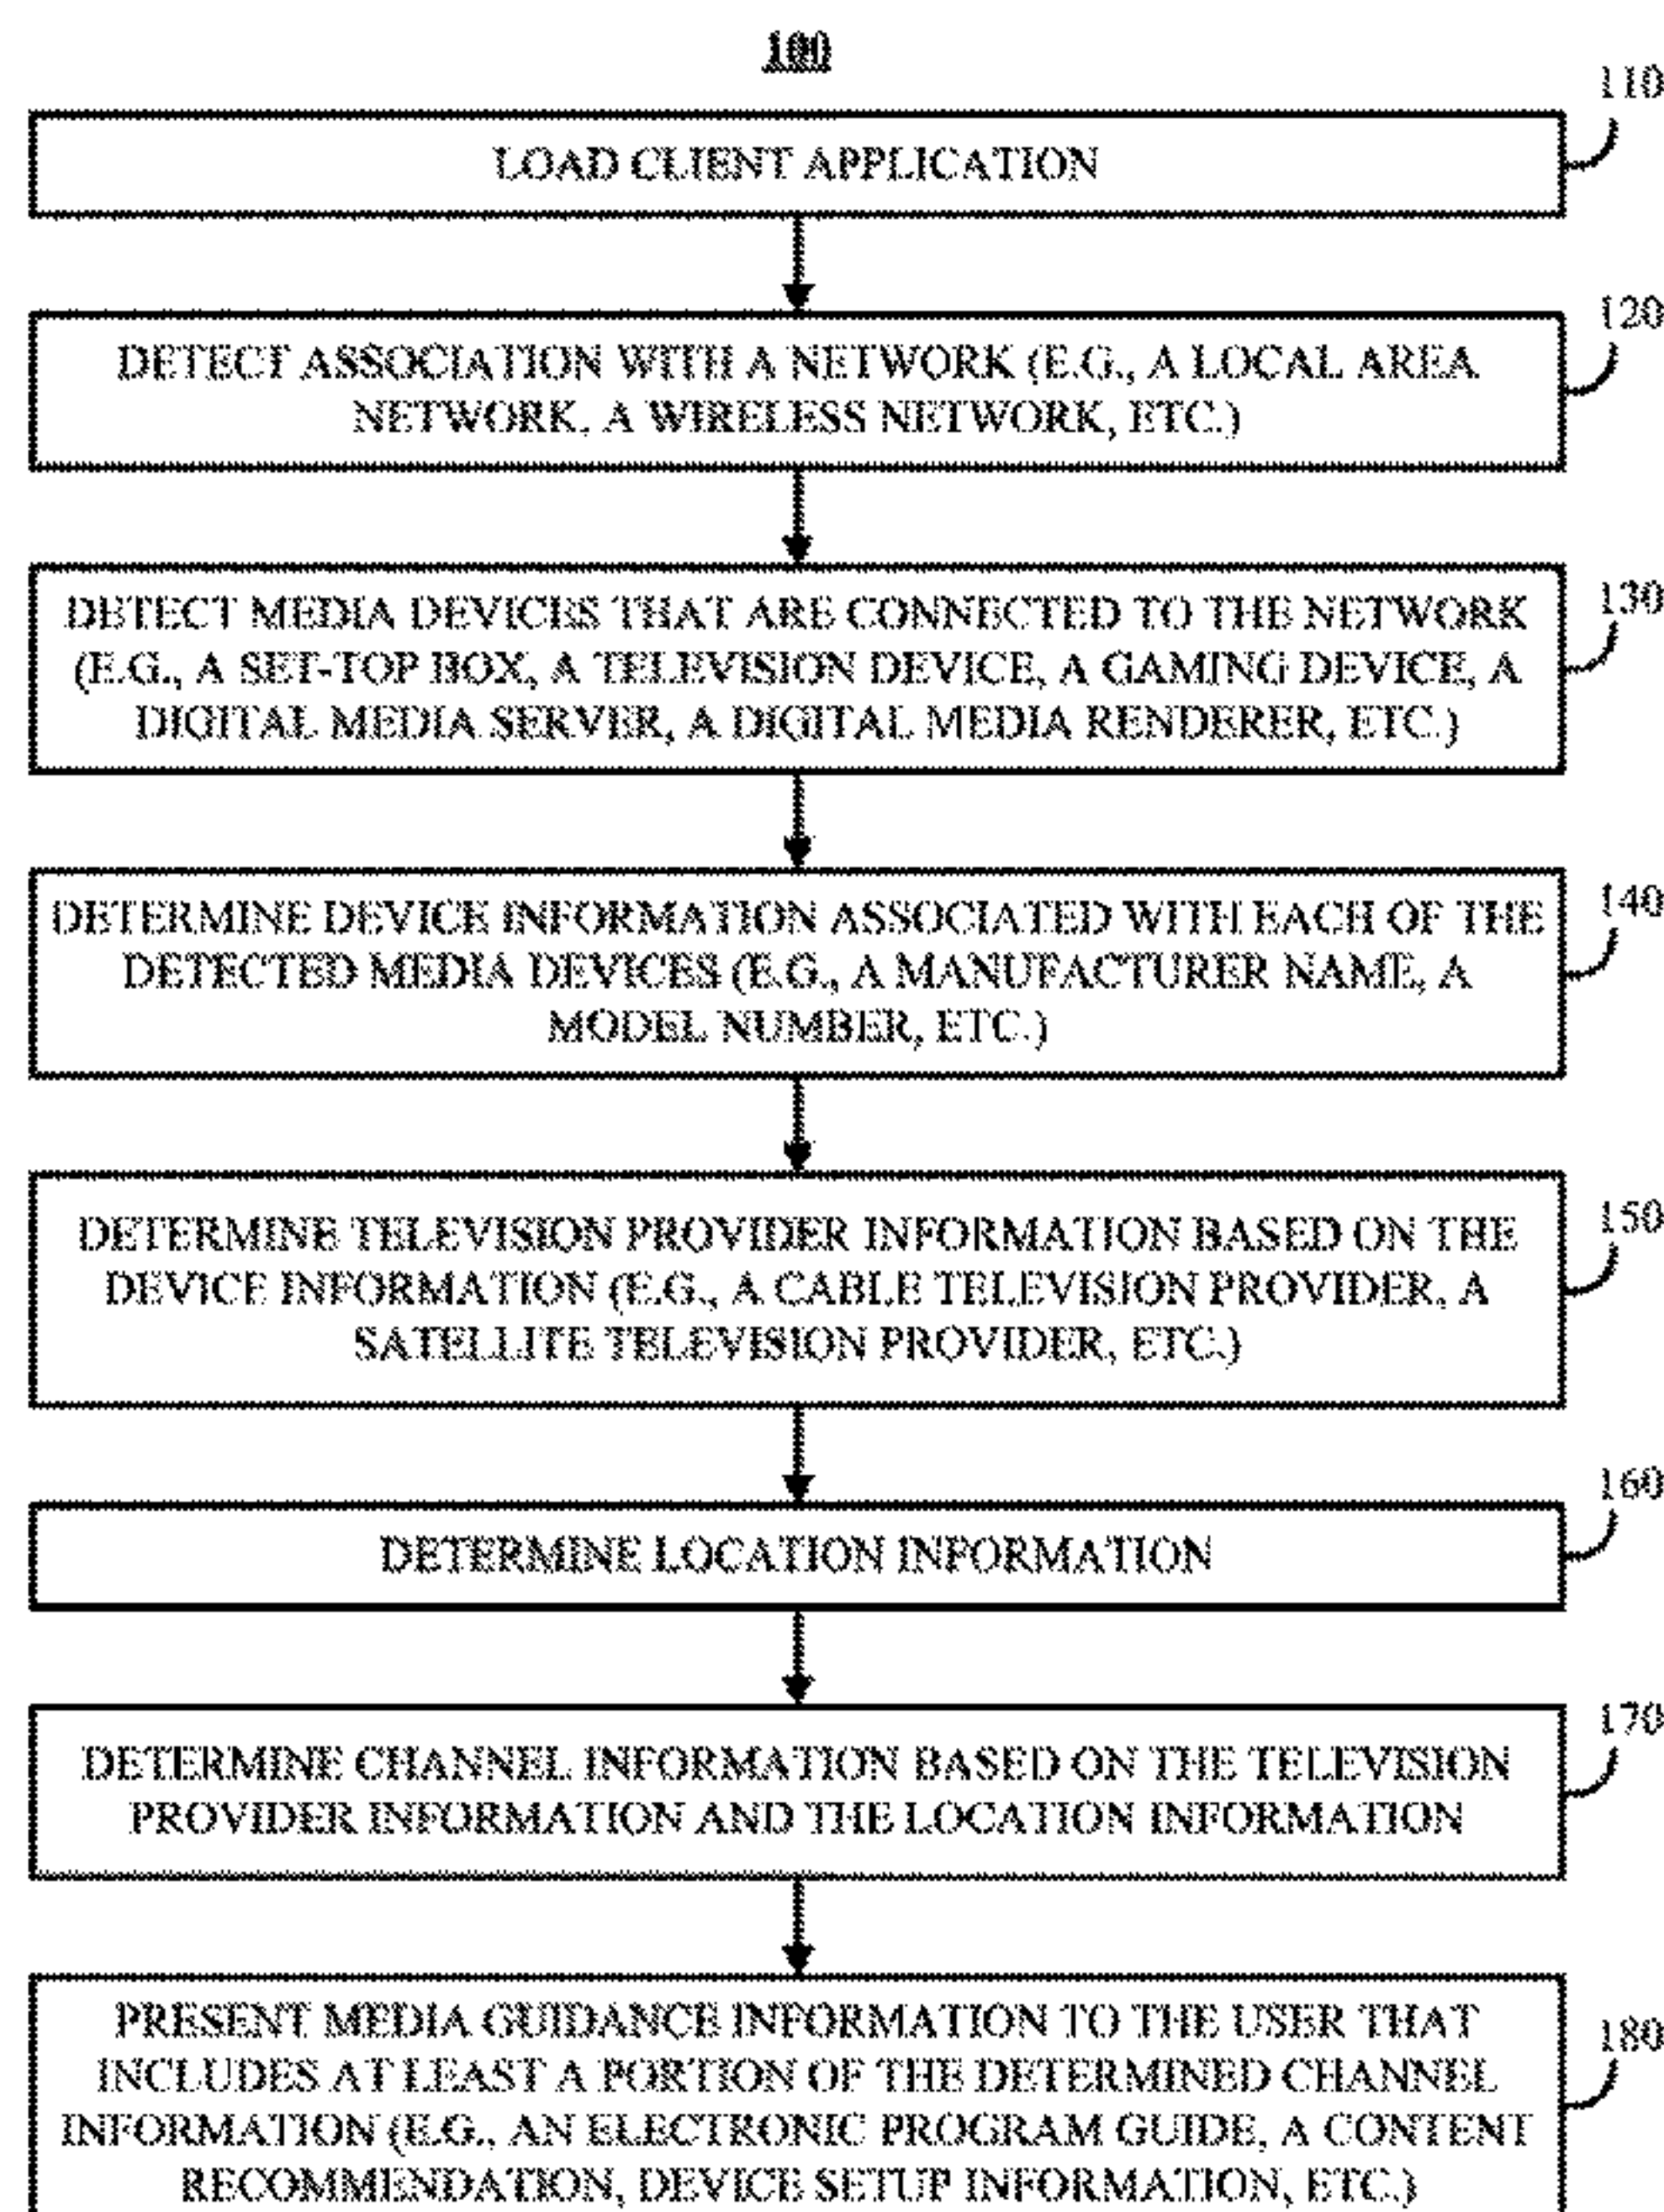 100
110
LOAD CLIENT APPLICATION
120
DETECT ASSOCIATION WITH A NETWORK (E.G., A LOCAL AREA
NETWORK, A WIRELESS NETWORK, ETC.)
130
DETECT MEDIA DEVICES THAT ARE CONNECTED TO THE NETWORK
(E.G., A SET-TOP BOX, A TELEVISION DEVICE, A GAMING DEVICE, A
DIGITAL MEDIA SERVER, A DIGITAL MEDIA RENDERER, ETC.)
140
DETERMINE DEVICE INFORMATION ASSOCIATED WITH EACH OF THE
DETECTED MEDIA DEVICES (E.G., A MANUFACTURER NAME, A
MODEL NUMBER, ETC.)
150
DETERMINE TELEVISION PROVIDER INFORMATION BASED ON THE
DEVICE INFORMATION (E.G., A CABLE TELEVISION PROVIDER, A
SATELLITE TELEVISION PROVIDER, ETC.)
160
DETERMINE LOCATION INFORMATION
170
DETERMINE CHANNEL INFORMATION BASED ON THE TELEVISION
PROVIDER INFORMATION AND THE LOCATION INFORMATION
180
PRESENT MEDIA GUIDANCE INFORMATION TO THE USER THAT
INCLUDES AT LEAST A PORTION OF THE DETERMINED CHANNEL
INFORMATION (E.G., AN ELECTRONIC PROGRAM GUIDE, A CONTENT
RECOMMENDATION, DEVICE SETUP INFORMATION, ETC.)